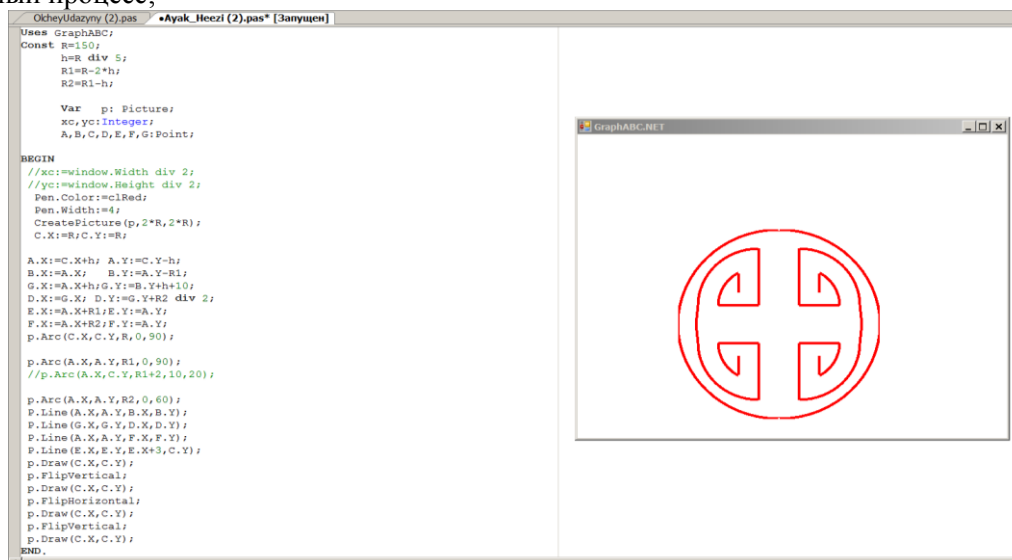 ый процесс;
OlcheyUdazyny (2).pas •Ayak_Heezi (2).pas* [Запущен]
Uses GraphABC;
Const R=150;
h=R div 5;
R1=R-2*h;
R2=R1-h;
Var p: Picture;
xc,yc:Integer;
A,B,C,D,E,F,G:Point;
GraphABC.NET
BEGIN
//xc:=window.Width div 2;
//yc:=window.Height div 2;
Pen.Color:=clRed;
Pen.Width:=4;
CreatePicture(p,2*R,2*R);
C.X:=R;C.Y:=R;
A.X:=C.X+h; A.Y:=C.Y-h;
B.X:=A.X; B.Y:=A.Y-R1;
G.X:=A.X+h;G.Y:=B.Y+h+10;
D.X:=G.X; D.Y:=G.Y+R2 div 2;
E.X:=A.X+R1;E.Y:=A.Y;
F.X:=A.X+R2;F.Y:=A.Y;
p.Arc(C.X,C.Y,R,0,90);
p.Arc(A.X,A.Y,R1,0,90);
//p.Arc(A.X,C.Y,R1+2,10,20);
p.Arc(A.X,A.Y,R2,0,60);
P.Line(A.X,A.Y,B.X,B.Y);
P.Line(G.X,G.Y,D.X,D.Y);
P.Line(A.X,A.Y,F.X,F.Y);
P.Line(E.X,E.Y,E.X+3,C.Y);
p.Draw(C.X,C.Y);
p.FlipVertical;
p.Draw(C.X,C.Y);
p.FlipHorizontal;
p.Draw(C.X,C.Y);
p.FlipVertical;
p.Draw(C.X,C.Y);
END.